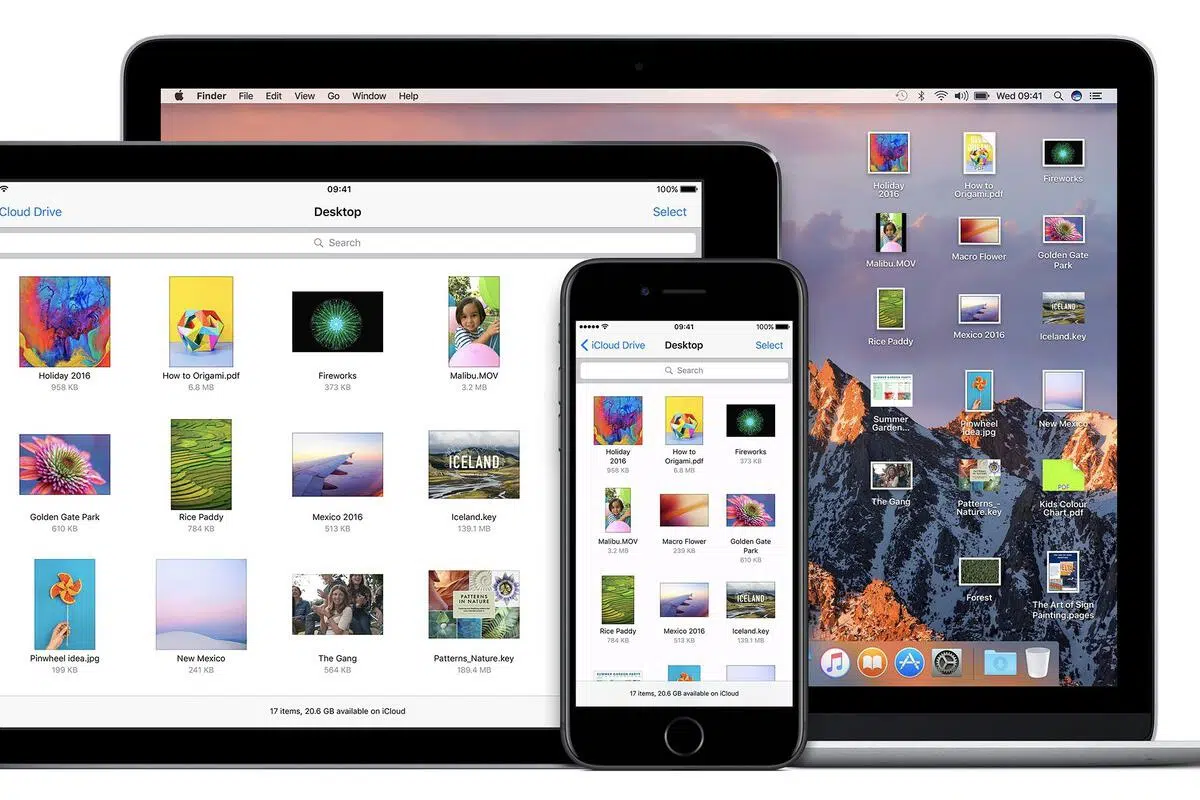 Finder File Edit View Go Window Help
Wed 09:41
Holiday
2016
How to
Origami.pdf
PDF
Fireworks
Malibu.MOV
Macro Flower
Golden Gate
Park
Rice Paddy
Mexico 2016
ICELAND
Iceland.key
Summer
Garden...
Pinwheel
idea.jpg
New Mexico
The Gang
Patterns_-
Nature.key
PDF
Kids Colour
Chart.pdf
Forest
The Art of Sign
Painting.pages
09:41
100%
Cloud Drive
Desktop
Select
Search
Holiday 2016
958 KB
How to Origami.pdf
6.8 MB
Fireworks
373 KB
Malibu.MOV
3.2 MB
Golden Gate Park
610 KB
Rice Paddy
784 KB
Mexico 2016
513 KB
ICELAND
Iceland.key
139.1 MB
Pinwheel idea.jpg
199 KB
New Mexico
241 KB
The Gang
564 KB
PATTERNS
IN NATURE
Patterns_Nature.key
189.4 MB
17 items, 20.6 GB available on iCloud
09:41
100%
iCloud Drive
Desktop
Select
Search
Holiday
2016
958 KB
How to
Origami.pdf
6.8 MB
Fireworks
373 KB
Malibu.MOV
3.2 MB
Macro Flower
239 KB
Golden Gate
Park
610 KB
Rice Paddy
784 KB
Mexico 2016
513 KB
ICELAND
Iceland.key
139.1 MB
17 items, 20.6 GB available on iCloud